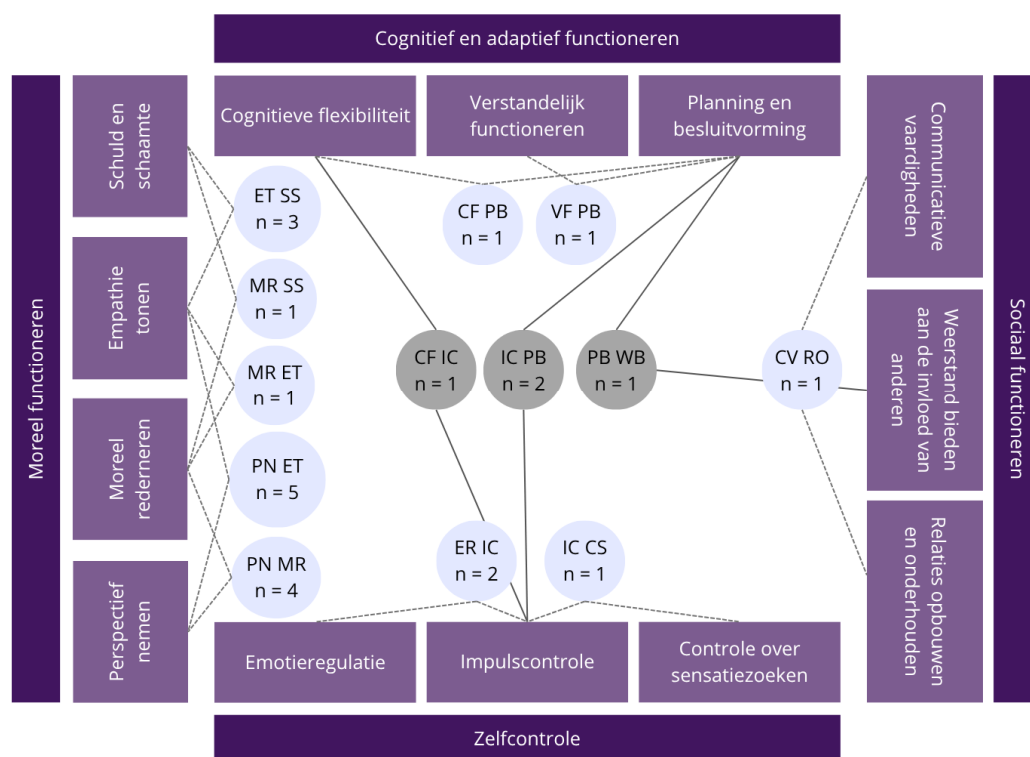 Cognitief en adaptief functioneren
Cognitieve flexibiliteit
Verstandelijk
functioneren
Planning en
besluitvorming
Moreel functioneren
Schuld en
schaamte
Empathie
tonen
Moreel
rederneren
Perspectief
nemen
ET SS
n = 3
MR SS
n = 1
MR ET
n = 1
PN ET
n = 5
PN MR
n = 4
CF PB
n = 1
VF PB
n = 1
CF IC
n = 1
IC PB
n = 2
PB WB
n = 1
CV RO
n = 1
ER IC
n = 2
IC CS
n = 1
Communicatieve
vaardigheden
Weerstand bieden
aan de invloed van
anderen
Relaties opbouwen
en onderhouden
Sociaal functioneren
Emotieregulatie
Impulscontrole
Controle over
sensatiezoeken
Zelfcontrole